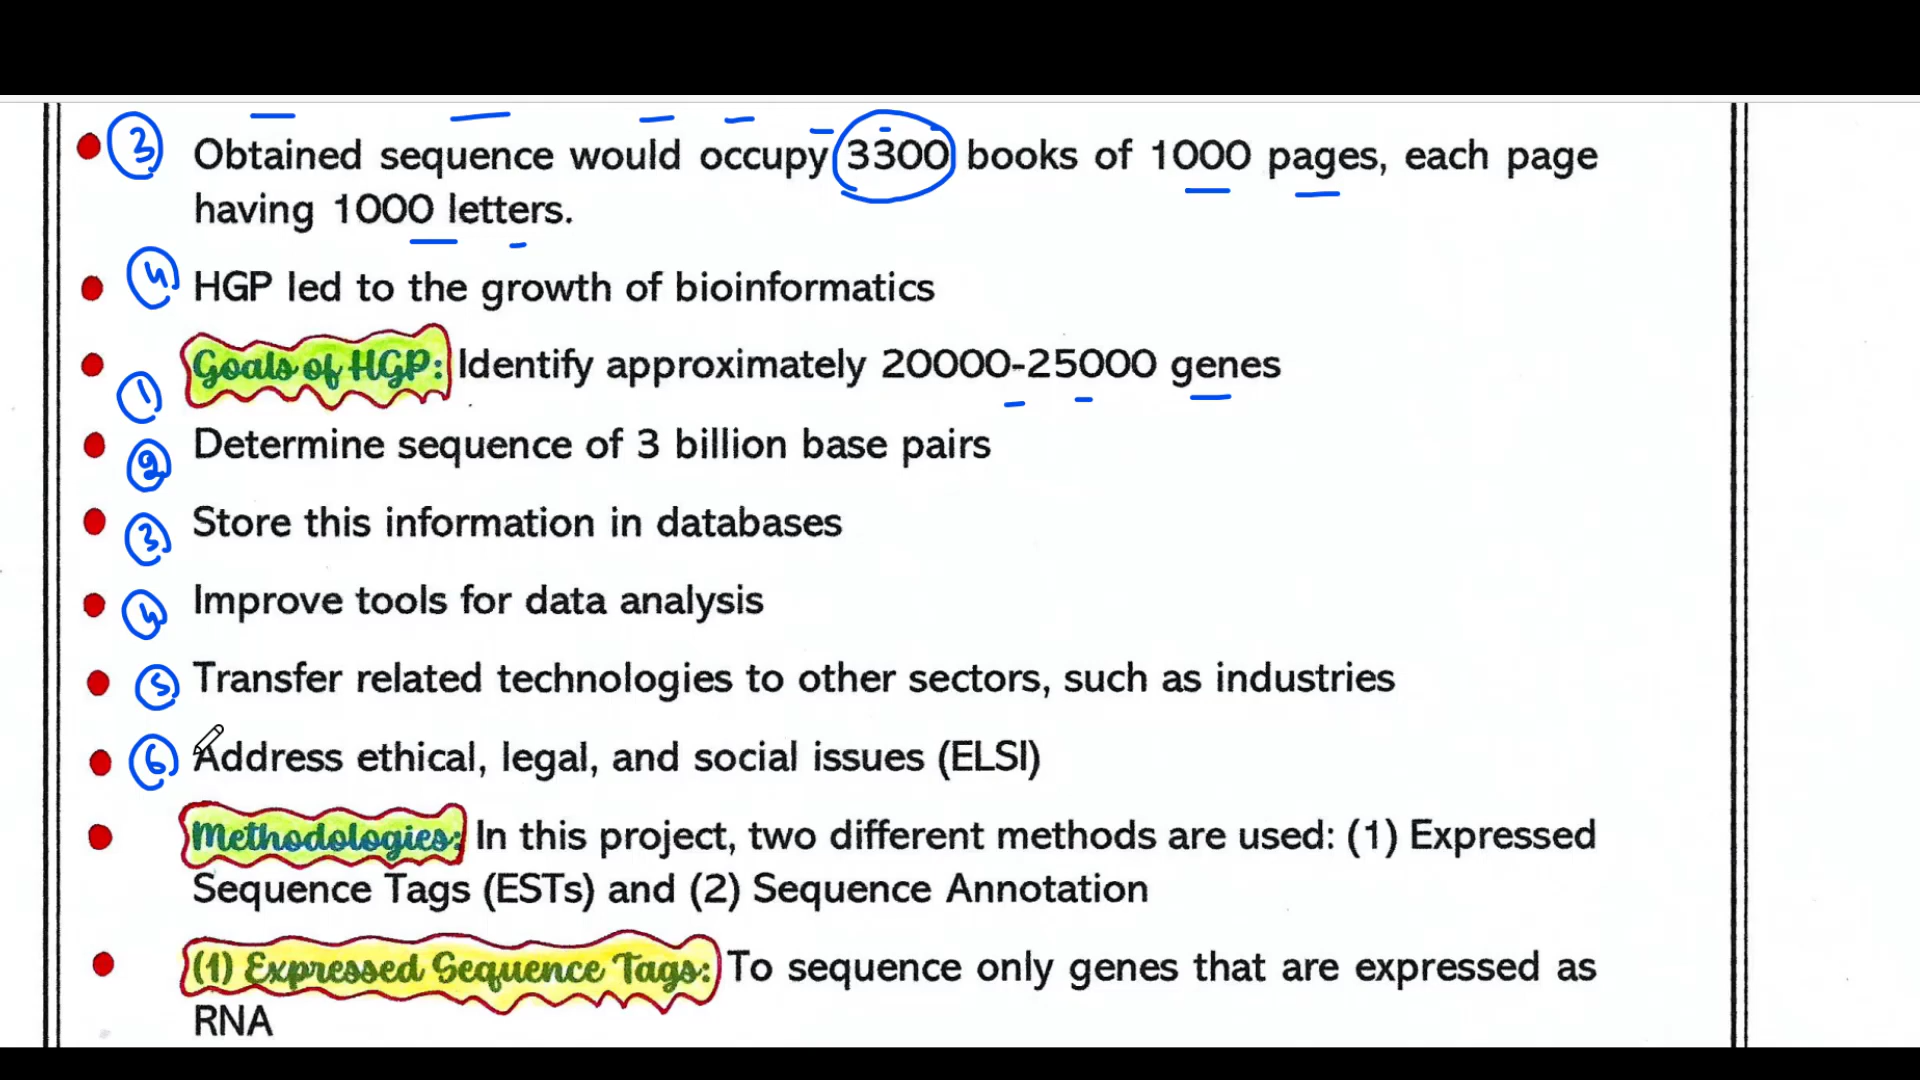 ③ Obtained sequence would occupy 3300 books of 1000 pages, each page
having 1000 letters.
④ HGP led to the growth of bioinformatics
Goals of HGP: Identify approximately 20000-25000 genes
①
② Determine sequence of 3 billion base pairs
③ Store this information in databases
④ Improve tools for data analysis
⑤ Transfer related technologies to other sectors, such as industries
⑥ Address ethical, legal, and social issues (ELSI)
Methodologies: In this project, two different methods are used: (1) Expressed
Sequence Tags (ESTs) and (2) Sequence Annotation
(1) Expressed Sequence Tags: To sequence only genes that are expressed as
RNA